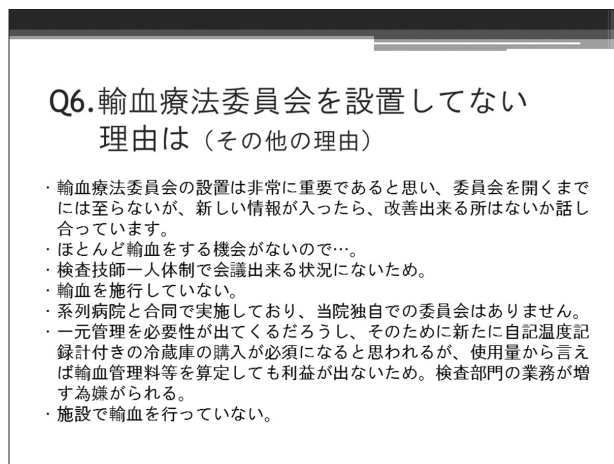 Q6.輸血療法委員会を設置してない
理由は（その他の理由）
・輸血療法委員会の設置は非常に重要であると思い、委員会を開くまで
には至らないが、新しい情報が入ったら、改善出来る所はないか話し
合っています。
・ほとんど輸血をする機会がないので…。
・検査技師一人体制で会議出来る状況にないため。
・輸血を施行していない。
・系列病院と合同で実施しており、当院独自での委員会はありません。
・一元管理を必要性が出てくるだろうし、そのために新たに自記温度記
録計付きの冷蔵庫の購入が必須になると思われるが、使用量から言え
ば輸血管理料等を算定しても利益が出ないため。検査部門の業務が増
す為嫌がられる。
・施設で輸血を行っていない。